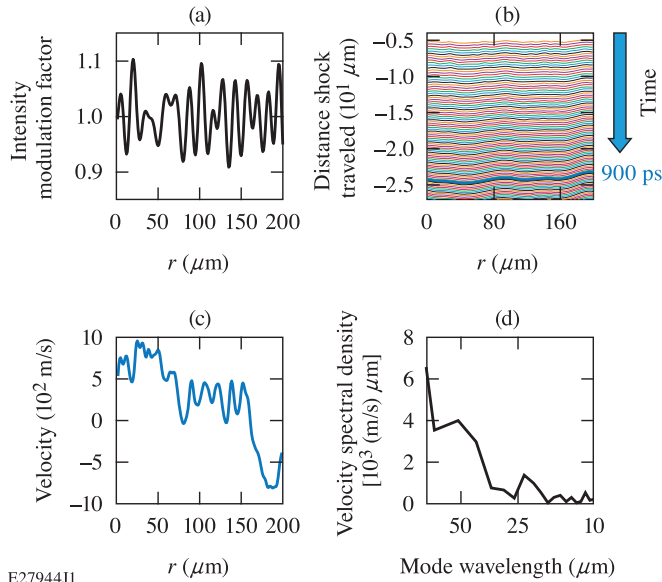 (a)
Intensity
modulation factor
1.1
1.0
0.9
0 50 100 150 200
r (μm)
(b)
Distance shock
traveled (10¹ μm)
−0.5
−1.0
−1.5
−2.0
−2.5
0 80 160
r (μm)
Time
900 ps
(c)
Velocity (10² m/s)
10
5
0
−5
−10
0 50 100 150 200
r (μm)
(d)
Velocity spectral density
[10³ (m/s) μm]
8
6
4
2
0
50 25 10
Mode wavelength (μm)
E27944J1